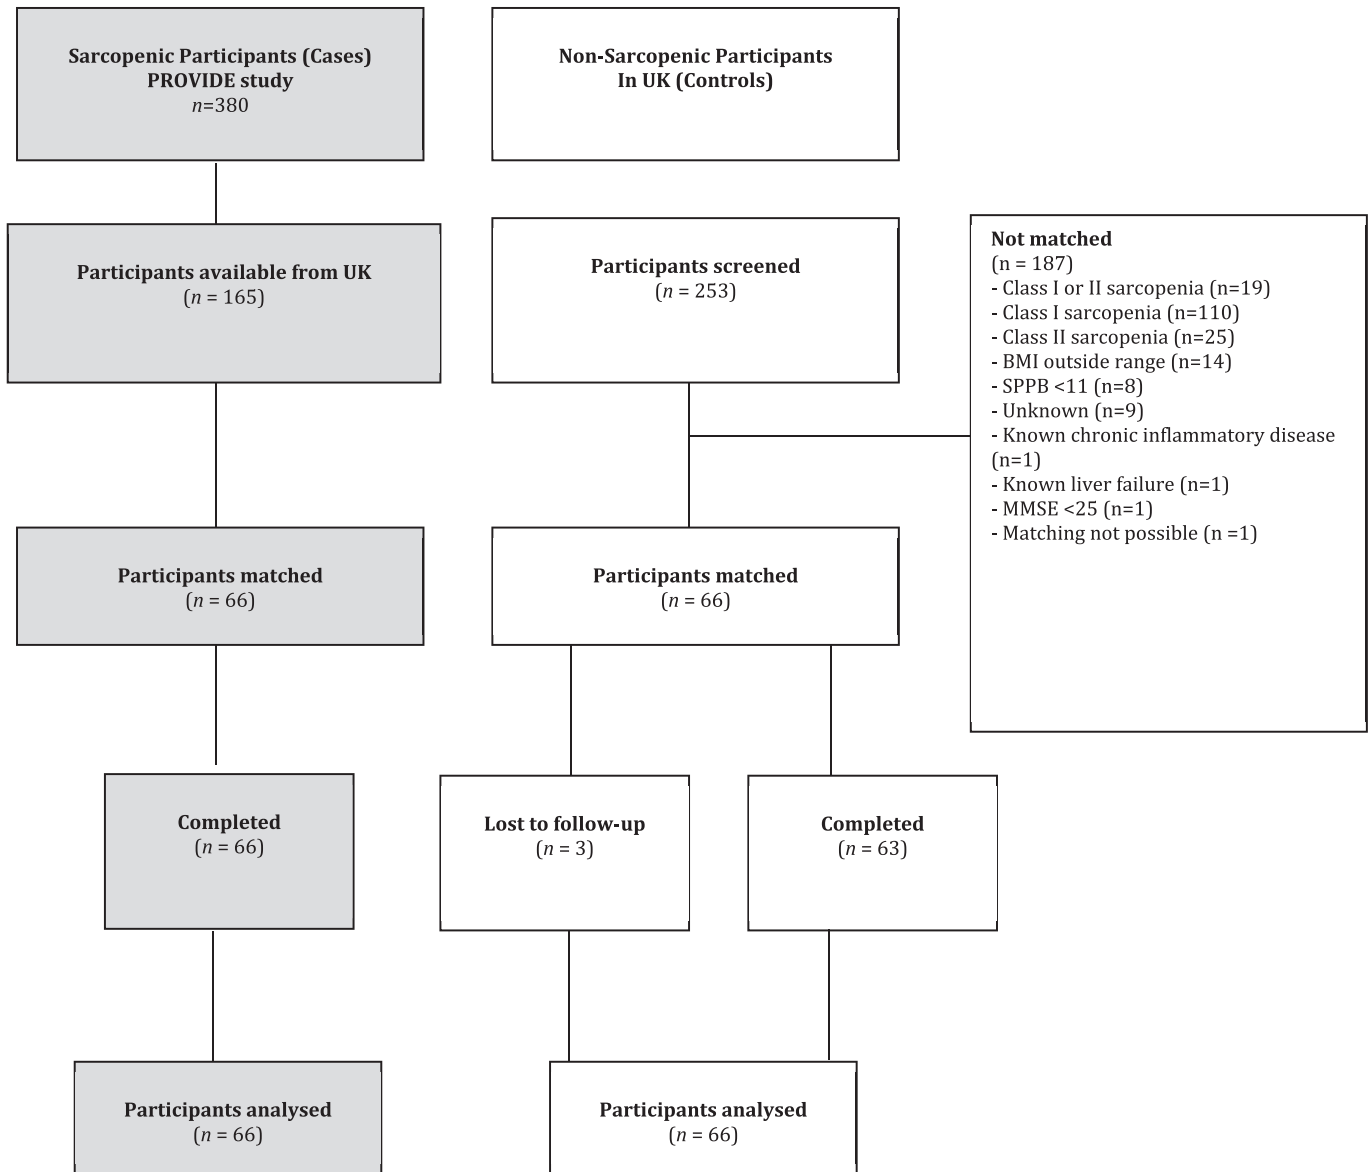 Sarcopenic Participants (Cases)
PROVIDE study
n=380
Non-Sarcopenic Participants
In UK (Controls)
Participants available from UK
(n = 165)
Participants screened
(n = 253)
Not matched
(n = 187)
- Class I or II sarcopenia (n=19)
- Class I sarcopenia (n=110)
- Class II sarcopenia (n=25)
- BMI outside range (n=14)
- SPPB <11 (n=8)
- Unknown (n=9)
- Known chronic inflammatory disease
(n=1)
- Known liver failure (n=1)
- MMSE <25 (n=1)
- Matching not possible (n =1)
Participants matched
(n = 66)
Participants matched
(n = 66)
Completed
(n = 66)
Lost to follow-up
(n = 3)
Completed
(n = 63)
Participants analysed
(n = 66)
Participants analysed
(n = 66)